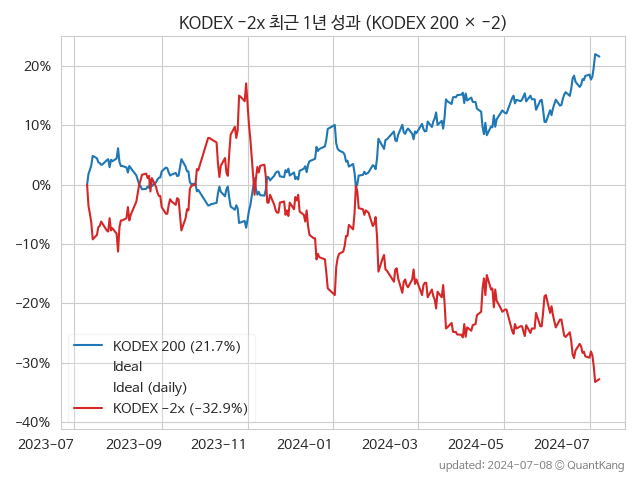 KODEX -2x 최근 1년 성과 (KODEX 200 × -2)
20%
10%
0%
-10%
-20%
-30%
-40%
KODEX 200 (21.7%)
Ideal
Ideal (daily)
KODEX -2x (-32.9%)
2023-07
2023-09
2023-11
2024-01
2024-03
2024-05
2024-07
updated: 2024-07-08 © QuantKang